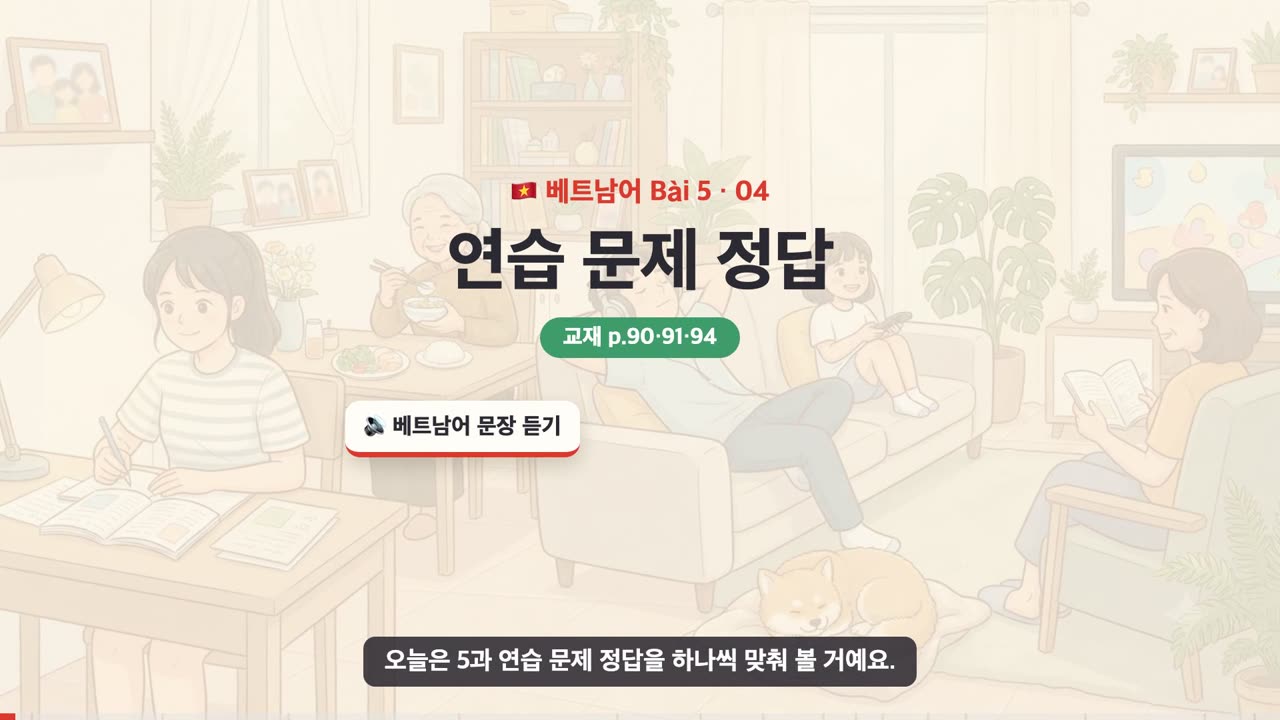 🇻🇳 베트남어 Bài 5 · 04
연습 문제 정답
교재 p.90·91·94
🔊 베트남어 문장 듣기
오늘은 5과 연습 문제 정답을 하나씩 맞춰 볼 거예요.